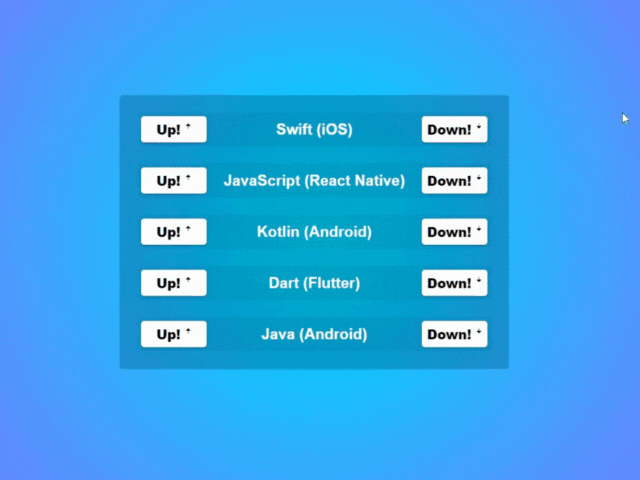 Up! ↑ Swift (iOS) Down! ↓
Up! ↑ JavaScript (React Native) Down! ↓
Up! ↑ Kotlin (Android) Down! ↓
Up! ↑ Dart (Flutter) Down! ↓
Up! ↑ Java (Android) Down! ↓